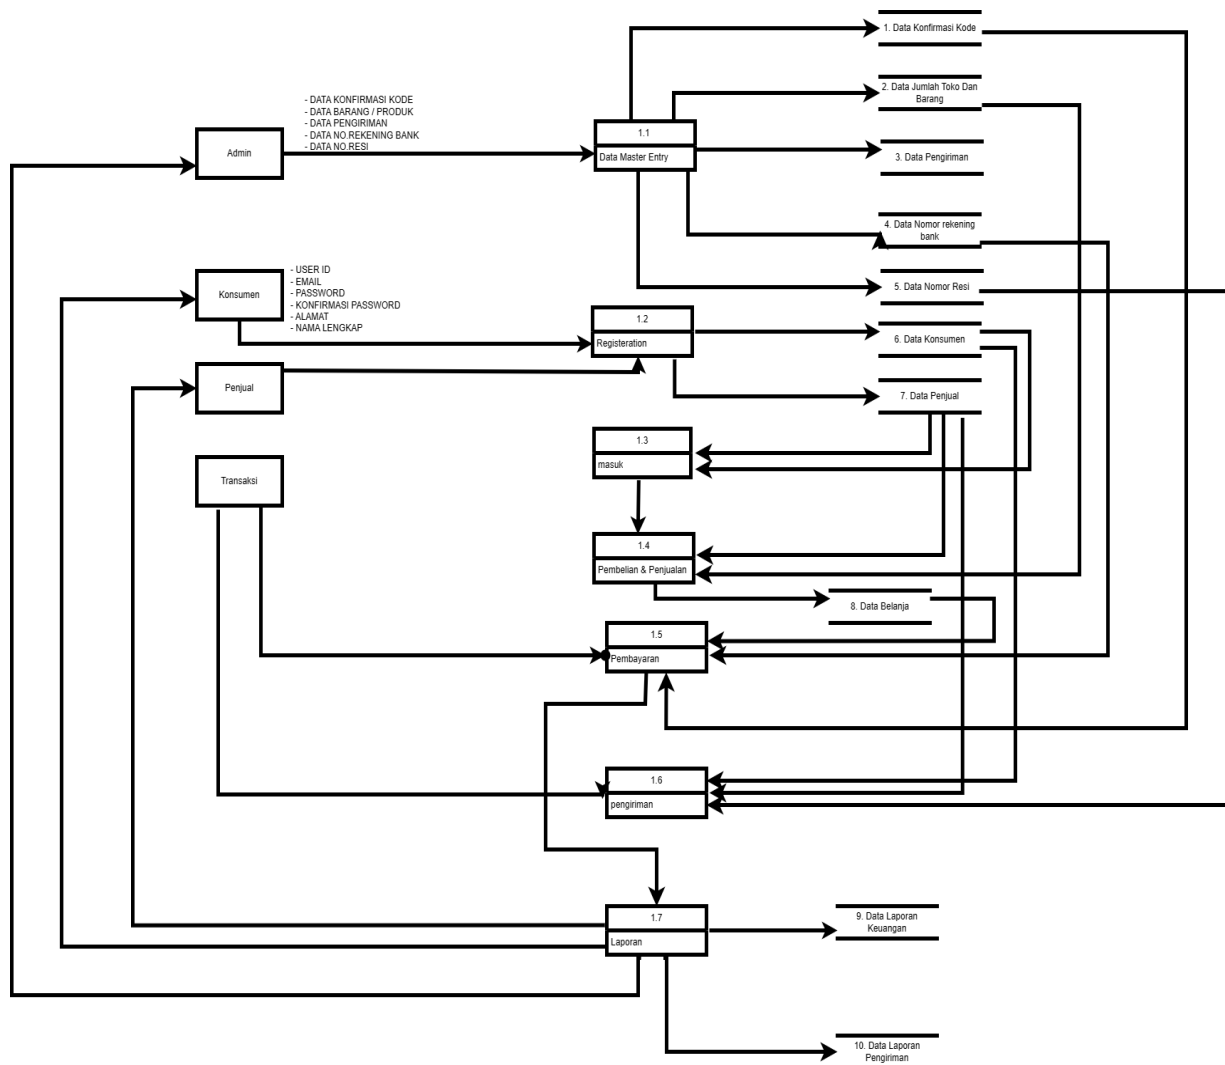 1. Data Konfirmasi Kode
2. Data Jumlah Toko Dan
Barang
- DATA KONFIRMASI KODE
- DATA BARANG / PRODUK
- DATA PENGIRIMAN
- DATA NO.REKENING BANK
- DATA NO.RESI
Admin
1.1
Data Master Entry
3. Data Pengiriman
4. Data Nomor rekening
bank
Konsumen
- USER ID
- EMAIL
- PASSWORD
- KONFIRMASI PASSWORD
- ALAMAT
- NAMA LENGKAP
5. Data Nomor Resi
1.2
Registeration
6. Data Konsumen
Penjual
7. Data Penjual
1.3
masuk
Transaksi
1.4
Pembelian & Penjualan
8. Data Belanja
1.5
Pembayaran
1.6
pengiriman
1.7
Laporan
9. Data Laporan
Keuangan
10. Data Laporan
Pengiriman